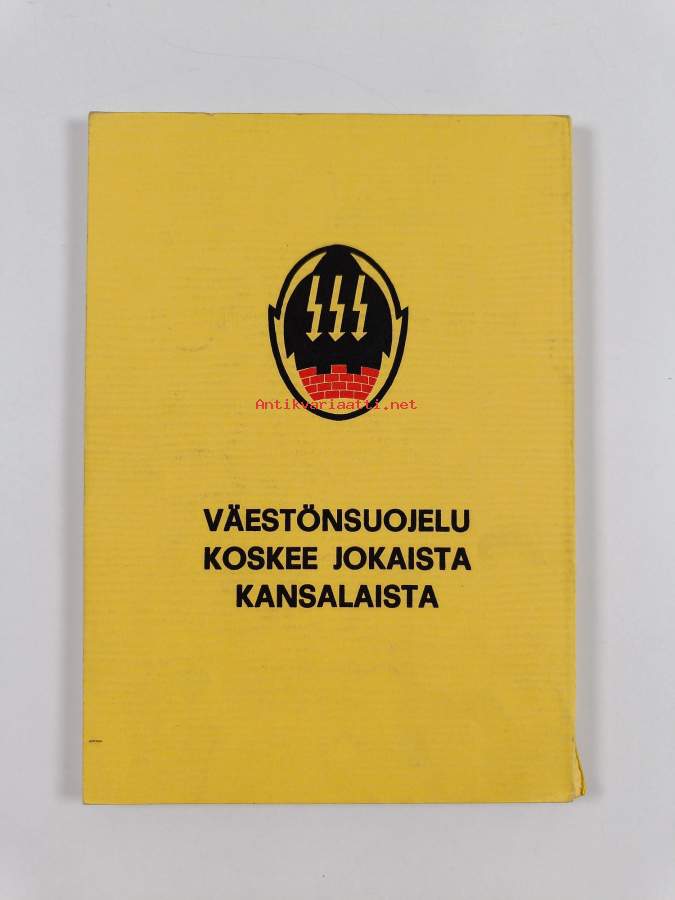 Antikvariaatti.net
VÄESTÖNSUOJELU
KOSKEE JOKAISTA
KANSALAISTA